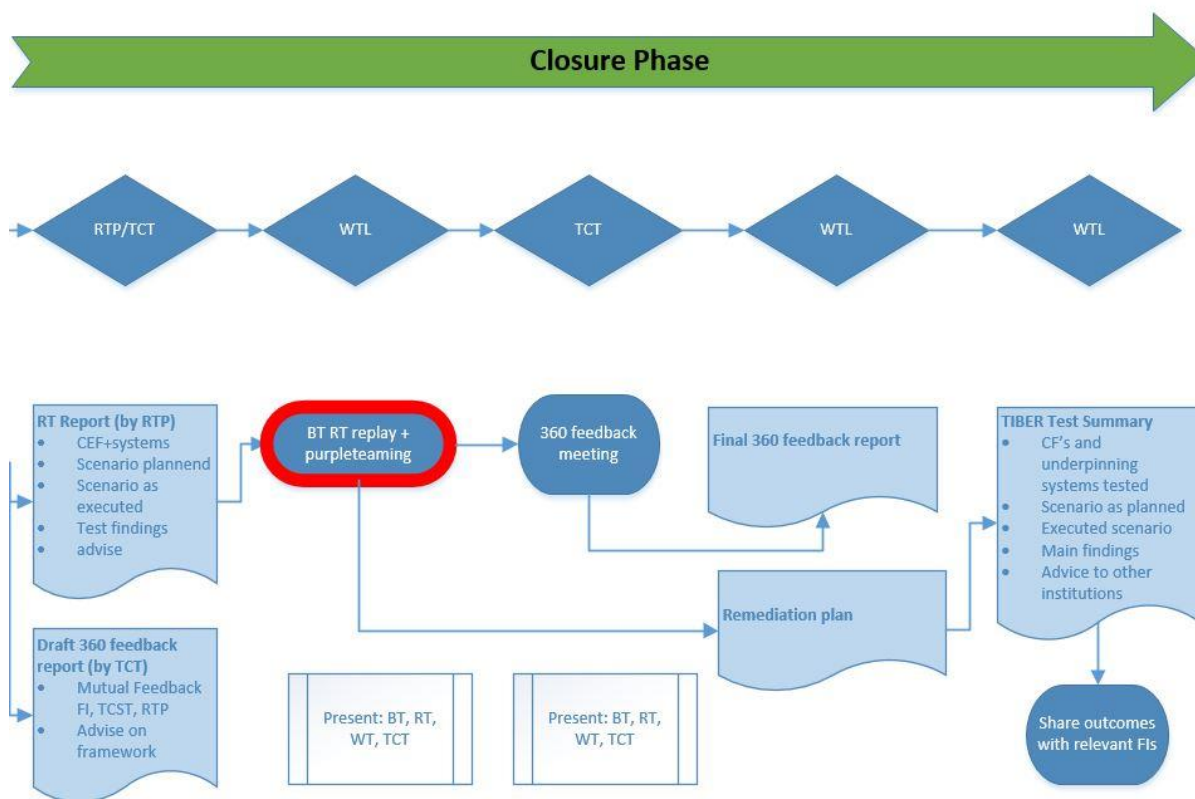 Closure Phase
RTP/TCT
WTL
TCT
WTL
WTL
RT Report (by RTP)
• CEF+systems
• Scenario plannend
• Scenario as
executed
• Test findings
• advise
BT RT replay +
purpleteaming
360 feedback
meeting
Final 360 feedback report
TIBER Test Summary
• CF's and
underpinning
systems tested
• Scenario as planned
• Executed scenario
• Main findings
• Advice to other
institutions
Remediation plan
Draft 360 feedback
report (by TCT)
• Mutual Feedback
FI, TCST, RTP
• Advise on
framework
Present: BT, RT,
WT, TCT
Present: BT, RT,
WT, TCT
Share outcomes
with relevant FIs